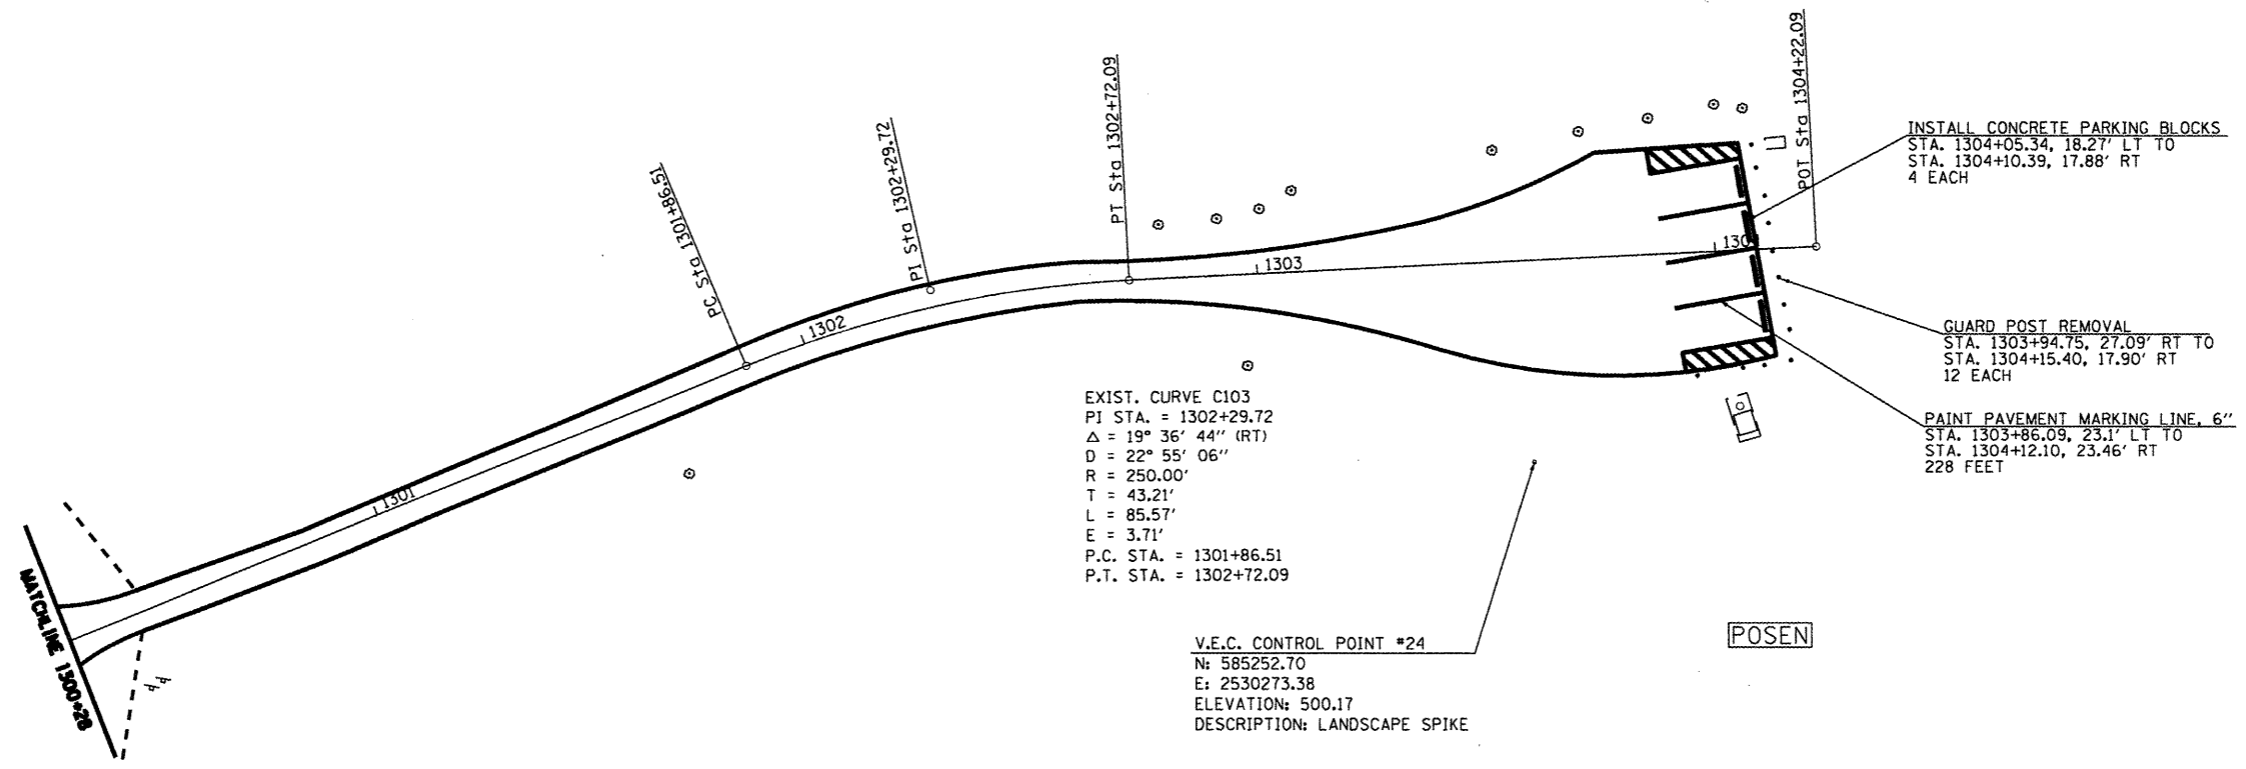 PC Sta 1301+86.51
PI Sta 1302+29.72
PT Sta 1302+72.09
POT Sta 1304+22.09
INSTALL CONCRETE PARKING BLOCKS
STA. 1304+05.34, 18.27' LT TO
STA. 1304+10.39, 17.88' RT
4 EACH
1303
130
1302
1301
GUARD POST REMOVAL
STA. 1303+94.75, 27.09' RT TO
STA. 1304+15.40, 17.90' RT
12 EACH
PAINT PAVEMENT MARKING LINE, 6"
STA. 1303+86.09, 23.1' LT TO
STA. 1304+12.10, 23.46' RT
228 FEET
EXIST. CURVE C103
PI STA. = 1302+29.72
Δ = 19° 36' 44" (RT)
D = 22° 55' 06"
R = 250.00'
T = 43.21'
L = 85.57'
E = 3.71'
P.C. STA. = 1301+86.51
P.T. STA. = 1302+72.09
MATCHLINE 1300+28
V.E.C. CONTROL POINT #24
N: 585252.70
E: 2530273.38
ELEVATION: 500.17
DESCRIPTION: LANDSCAPE SPIKE
POSEN